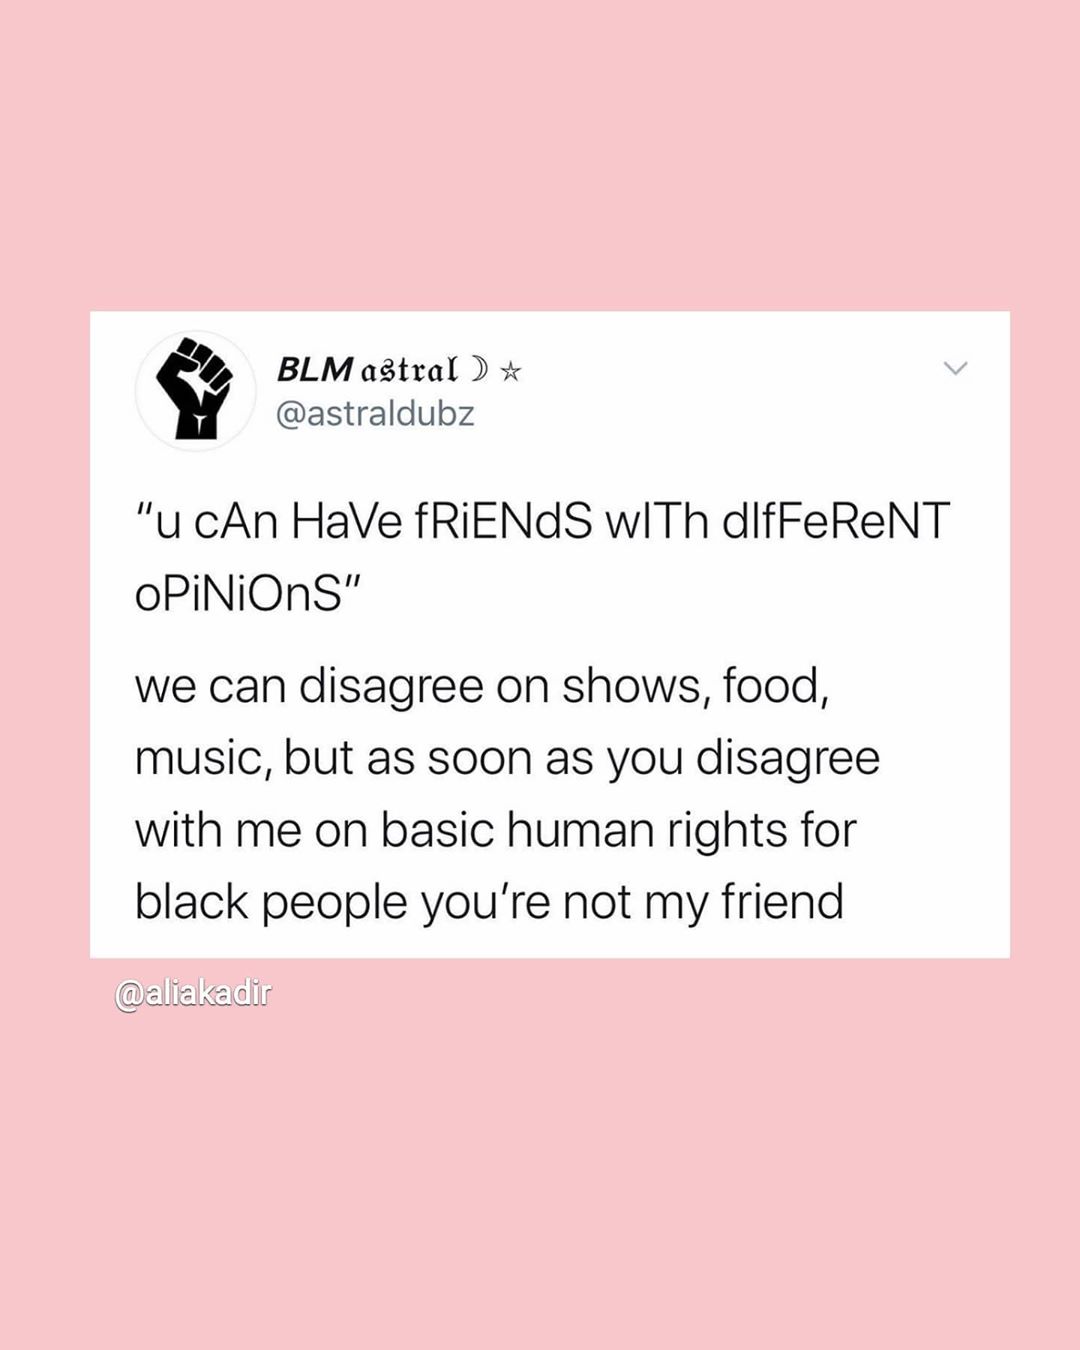 BLM astral ☽ ☆
@astraldubz
"u cAn HaVe fRiENdS wITh dIfFeReNT
oPiNiOnS"
we can disagree on shows, food,
music, but as soon as you disagree
with me on basic human rights for
black people you're not my friend
@aliakadir